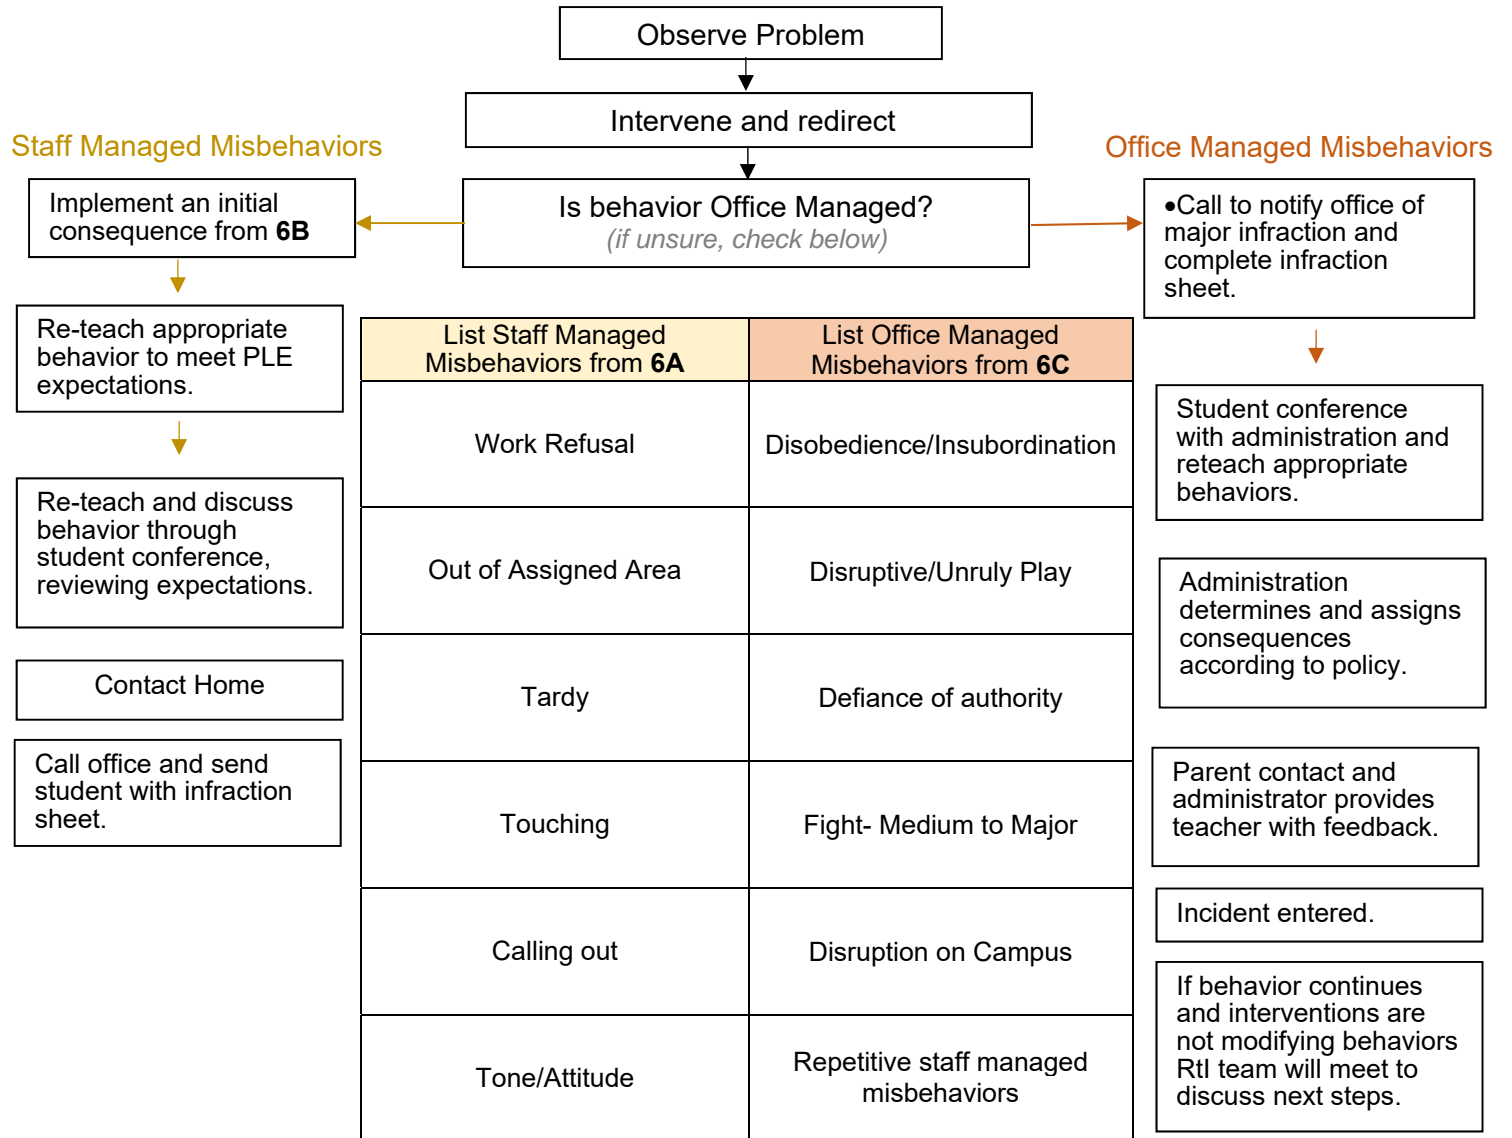 Observe Problem
Intervene and redirect
Staff Managed Misbehaviors
Office Managed Misbehaviors
Implement an initial
consequence from 6B
Is behavior Office Managed?
(if unsure, check below)
•Call to notify office of
major infraction and
complete infraction
sheet.
Re-teach appropriate
behavior to meet PLE
expectations.
Re-teach and discuss
behavior through
student conference,
reviewing expectations.
Contact Home
Call office and send
student with infraction
sheet.
List Staff Managed
Misbehaviors from 6A
List Office Managed
Misbehaviors from 6C
Work Refusal
Disobedience/Insubordination
Out of Assigned Area
Disruptive/Unruly Play
Tardy
Defiance of authority
Touching
Fight- Medium to Major
Calling out
Disruption on Campus
Tone/Attitude
Repetitive staff managed
misbehaviors
Student conference
with administration and
reteach appropriate
behaviors.
Administration
determines and assigns
consequences
according to policy.
Parent contact and
administrator provides
teacher with feedback.
Incident entered.
If behavior continues
and interventions are
not modifying behaviors
RtI team will meet to
discuss next steps.